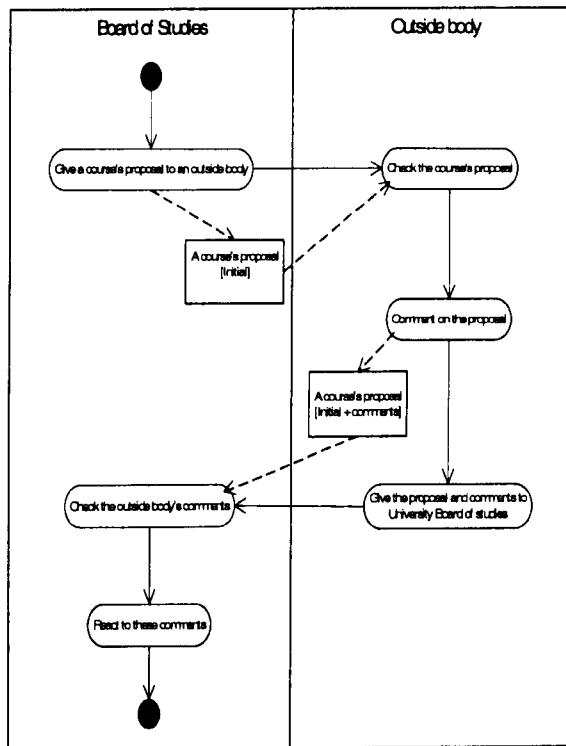 Board of Studies
Outside body
Give a course's proposal to an outside body
Check the course's proposal
A course's proposal
[Initial]
Comment on the proposal
A course's proposal
[Initial + comments]
Check the outside body's comments
Give the proposal and comments to
University Board of studies
React to these comments